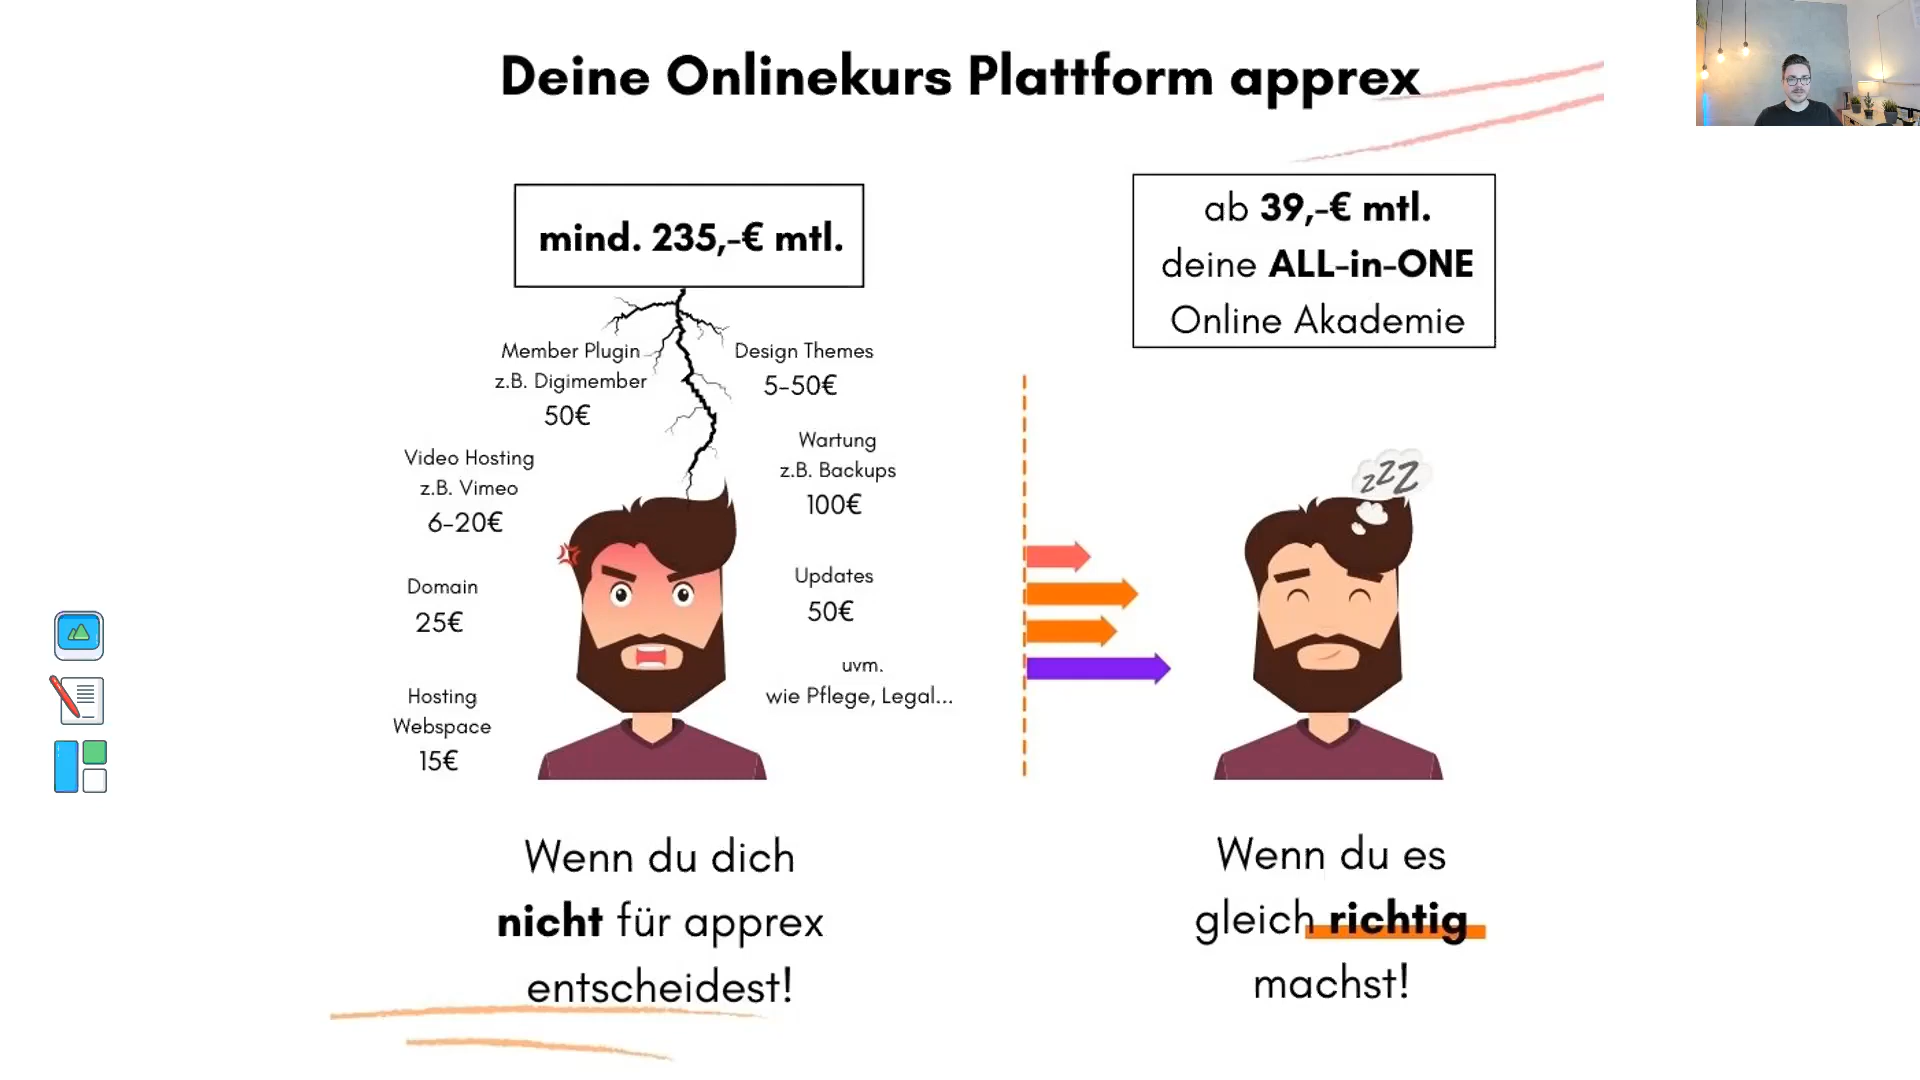 Deine Onlinekurs Plattform apprex
mind. 235,-€ mtl.
Member Plugin
z.B. Digimember
50€
Design Themes
5-50€
Video Hosting
z.B. Vimeo
6-20€
Wartung
z.B. Backups
100€
Domain
25€
Updates
50€
Hosting
Webspace
15€
uvm.
wie Pflege, Legal...
Wenn du dich
nicht für apprex
entscheidest!
ab 39,-€ mtl.
deine ALL-in-ONE
Online Akademie
zzZ
Wenn du es
gleich richtig
machst!